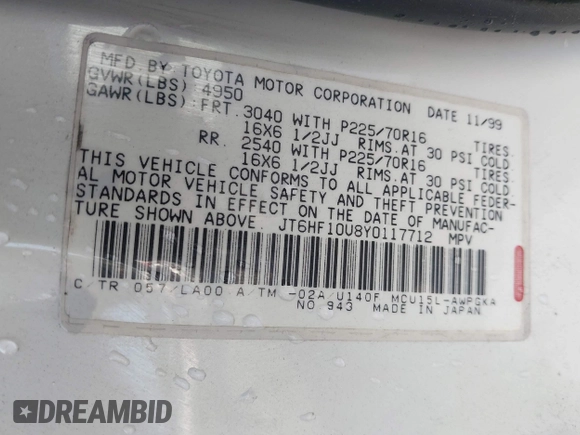 MFD.BY TOYOTA MOTOR CORPORATION DATE 11/99
GVWR(LBS) 4950
GAWR(LBS) FRT. 3040 WITH P225/70R16 TIRES.
16X6 1/2JJ RIMS.AT 30 PSI COLD
RR. 2540 WITH P225/70R16 TIRES.
16X6 1/2JJ RIMS.AT 30 PSI COLD.
THIS VEHICLE CONFORMS TO ALL APPLICABLE FEDER-
AL MOTOR VEHICLE SAFETY AND THEFT PREVENTION
STANDARDS IN EFFECT ON THE DATE OF MANUFAC-
TURE SHOWN ABOVE. JT6HF10U8Y0117712 MPV
C/TR 057/LA00 A/TM -02A/U140F MCU15L-AWPGKA
NO 943 MADE IN JAPAN
DREAMBID